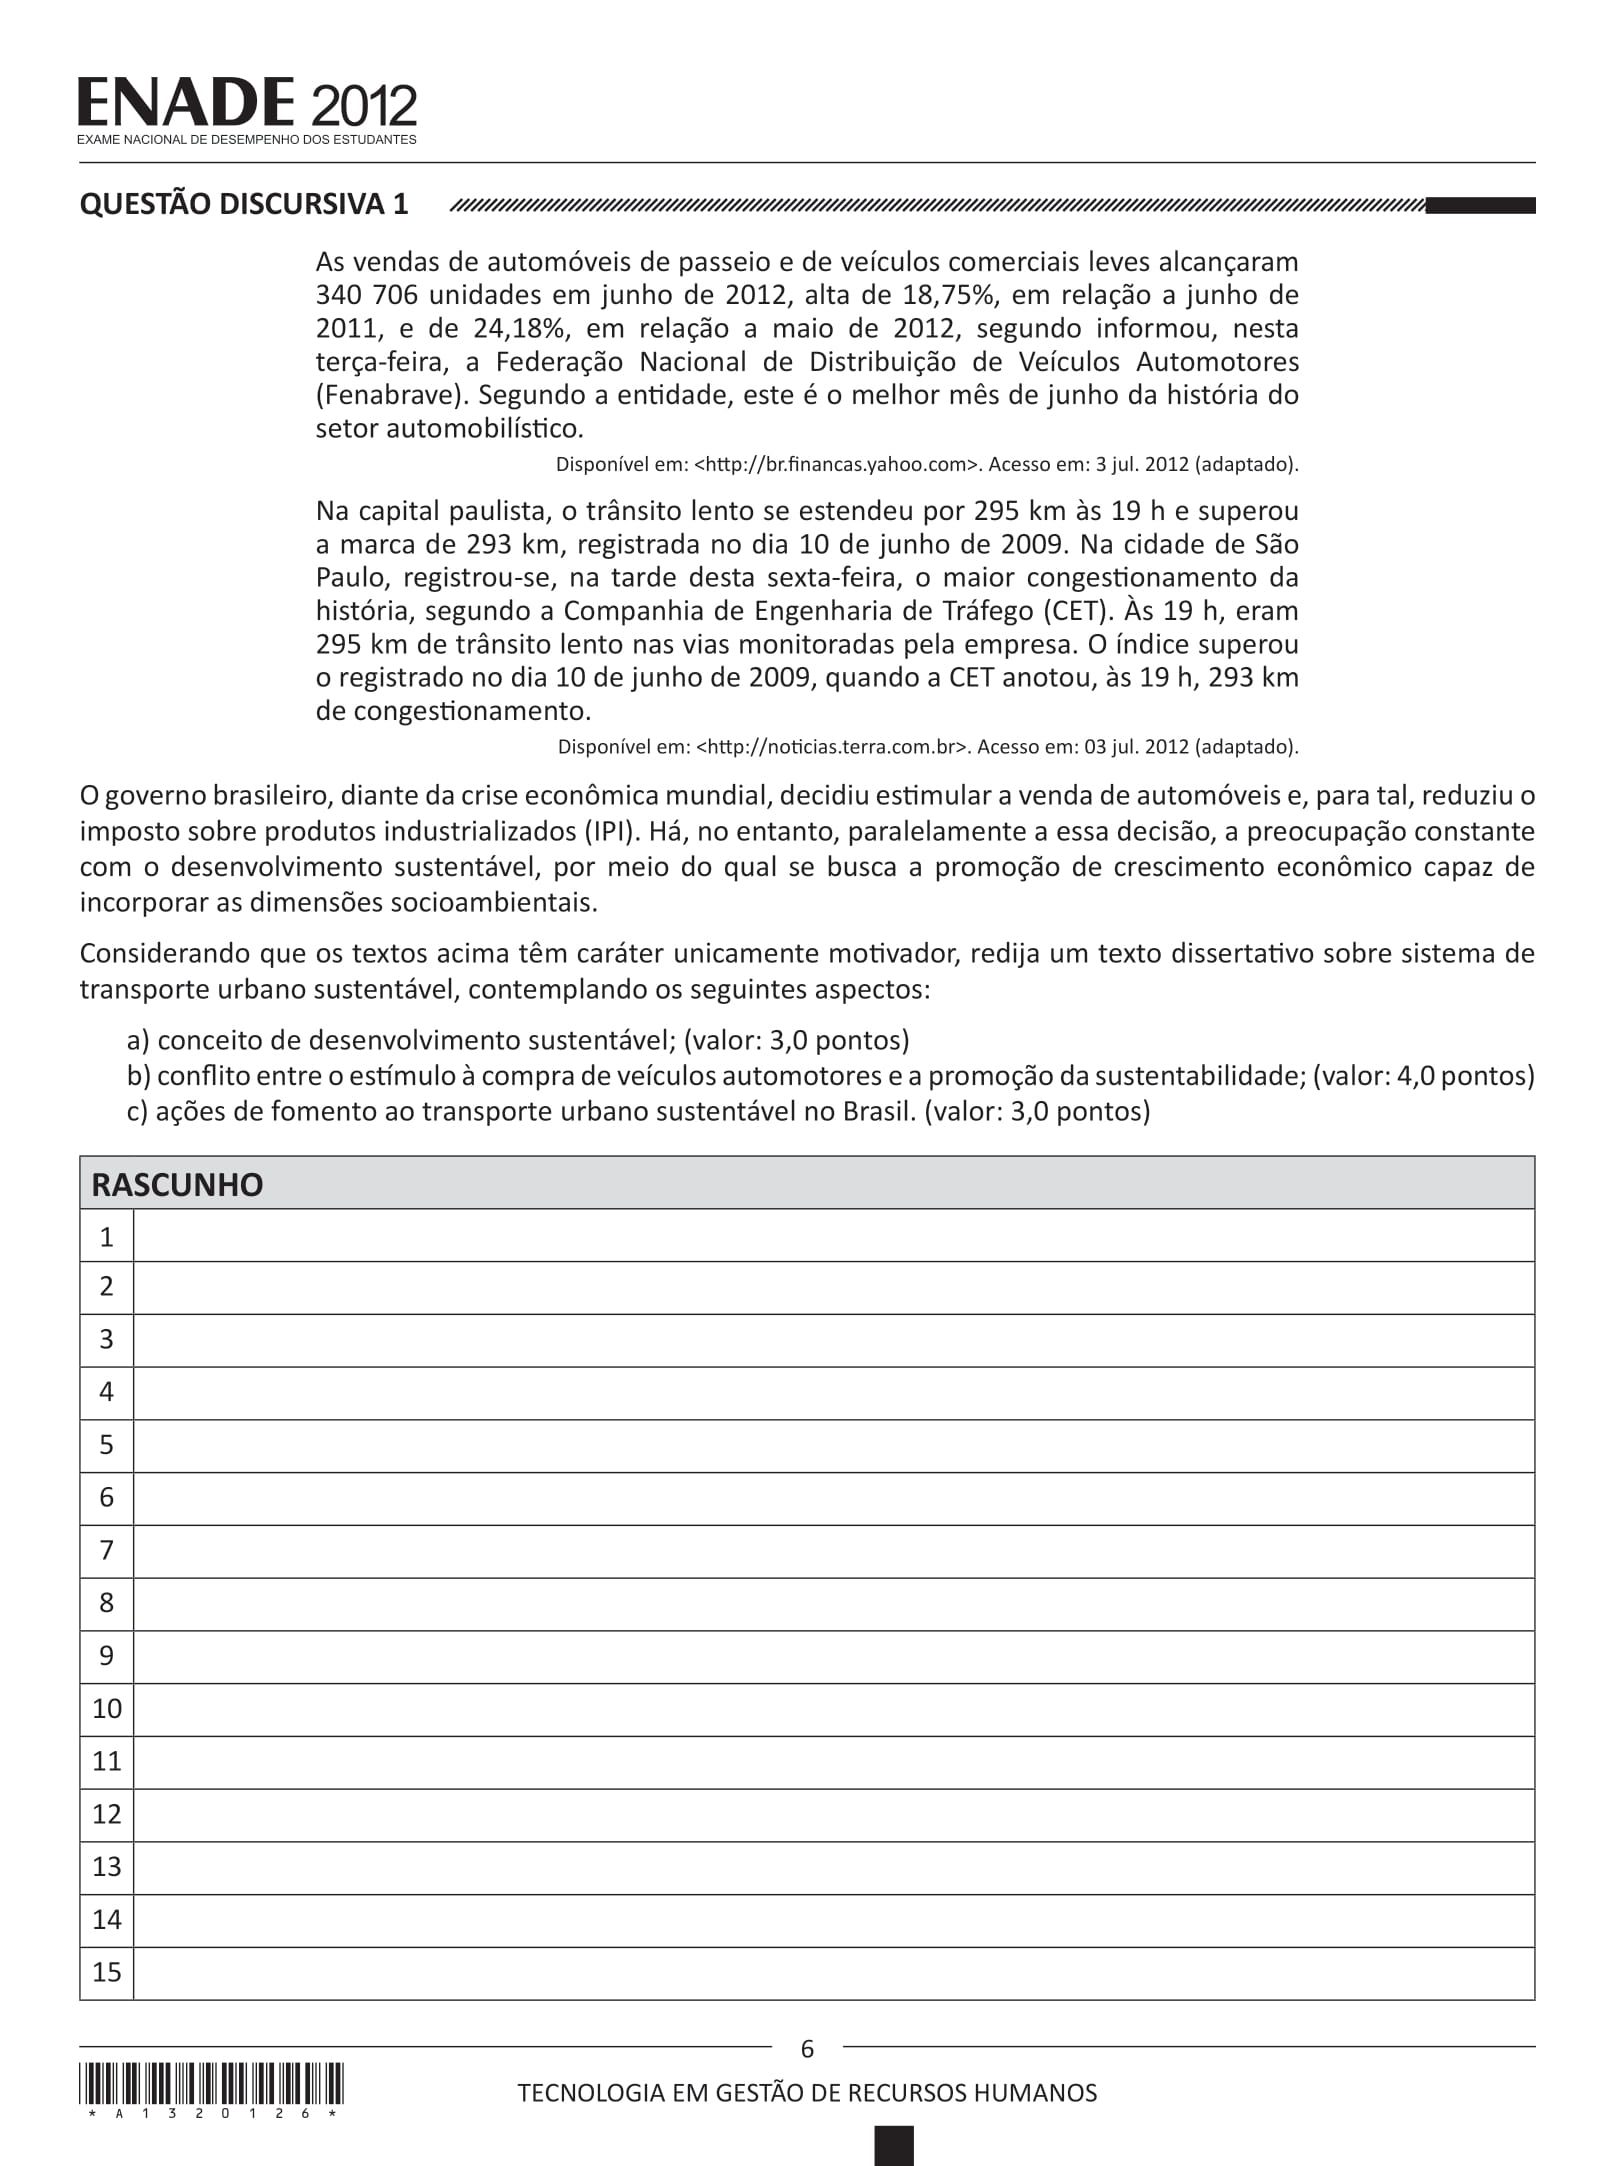 ENADE 2012
EXAME NACIONAL DE DESEMPENHO DOS ESTUDANTES
QUESTÃO DISCURSIVA 1
As vendas de automóveis de passeio e de veículos comerciais leves alcançaram
340 706 unidades em junho de 2012, alta de 18,75%, em relação a junho de
2011, e de 24,18%, em relação a maio de 2012, segundo informou, nesta
terça-feira, a Federação Nacional de Distribuição de Veículos Automotores
(Fenabrave). Segundo a entidade, este é o melhor mês de junho da história do
setor automobilístico.
Disponível em: <http://br.financas.yahoo.com>. Acesso em: 3 jul. 2012 (adaptado).
Na capital paulista, o trânsito lento se estendeu por 295 km às 19 h e superou
a marca de 293 km, registrada no dia 10 de junho de 2009. Na cidade de São
Paulo, registrou-se, na tarde desta sexta-feira, o maior congestionamento da
história, segundo a Companhia de Engenharia de Tráfego (CET). Às 19 h, eram
295 km de trânsito lento nas vias monitoradas pela empresa. O índice superou
o registrado no dia 10 de junho de 2009, quando a CET anotou, às 19 h, 293 km
de congestionamento.
Disponível em: <http://noticias.terra.com.br>. Acesso em: 03 jul. 2012 (adaptado).
O governo brasileiro, diante da crise econômica mundial, decidiu estimular a venda de automóveis e, para tal, reduziu o
imposto sobre produtos industrializados (IPI). Há, no entanto, paralelamente a essa decisão, a preocupação constante
com o desenvolvimento sustentável, por meio do qual se busca a promoção de crescimento econômico capaz de
incorporar as dimensões socioambientais.
Considerando que os textos acima têm caráter unicamente motivador, redija um texto dissertativo sobre sistema de
transporte urbano sustentável, contemplando os seguintes aspectos:
a) conceito de desenvolvimento sustentável; (valor: 3,0 pontos)
b) conflito entre o estímulo à compra de veículos automotores e a promoção da sustentabilidade; (valor: 4,0 pontos)
c) ações de fomento ao transporte urbano sustentável no Brasil. (valor: 3,0 pontos)
RASCUNHO
1
2
3
4
5
6
7
8
9
10
11
12
13
14
15
6
* A 1 3 2 0 1 2 6 *
TECNOLOGIA EM GESTÃO DE RECURSOS HUMANOS